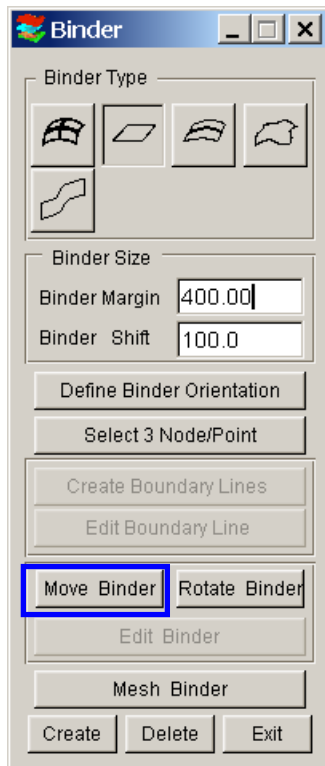 Binder
Binder Type
Binder Size
Binder Margin 400.00
Binder Shift 100.0
Define Binder Orientation
Select 3 Node/Point
Create Boundary Lines
Edit Boundary Line
Move Binder Rotate Binder
Edit Binder
Mesh Binder
Create Delete Exit